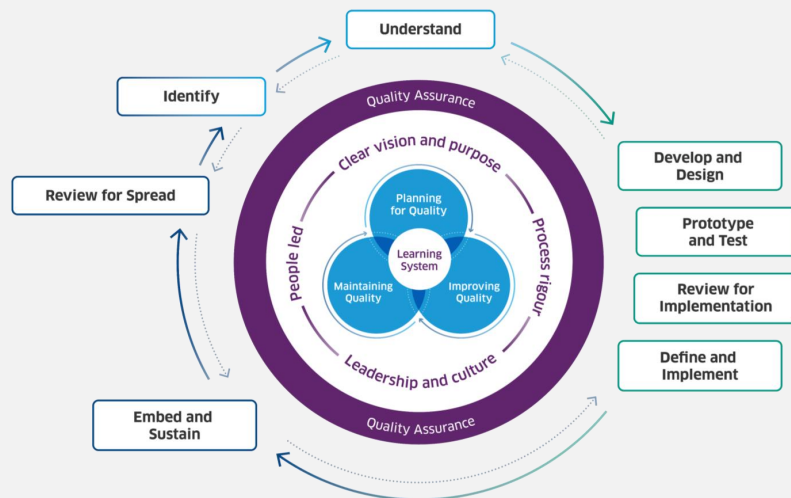 Understand
Identify
Quality Assurance
Clear vision and purpose
Develop and
Design
Review for Spread
Planning
for Quality
Prototype
and Test
People led
Learning
System
Process rigour
Maintaining
Quality
Improving
Quality
Review for
Implementation
Define and
Implement
Leadership and culture
Embed and
Sustain
Quality Assurance